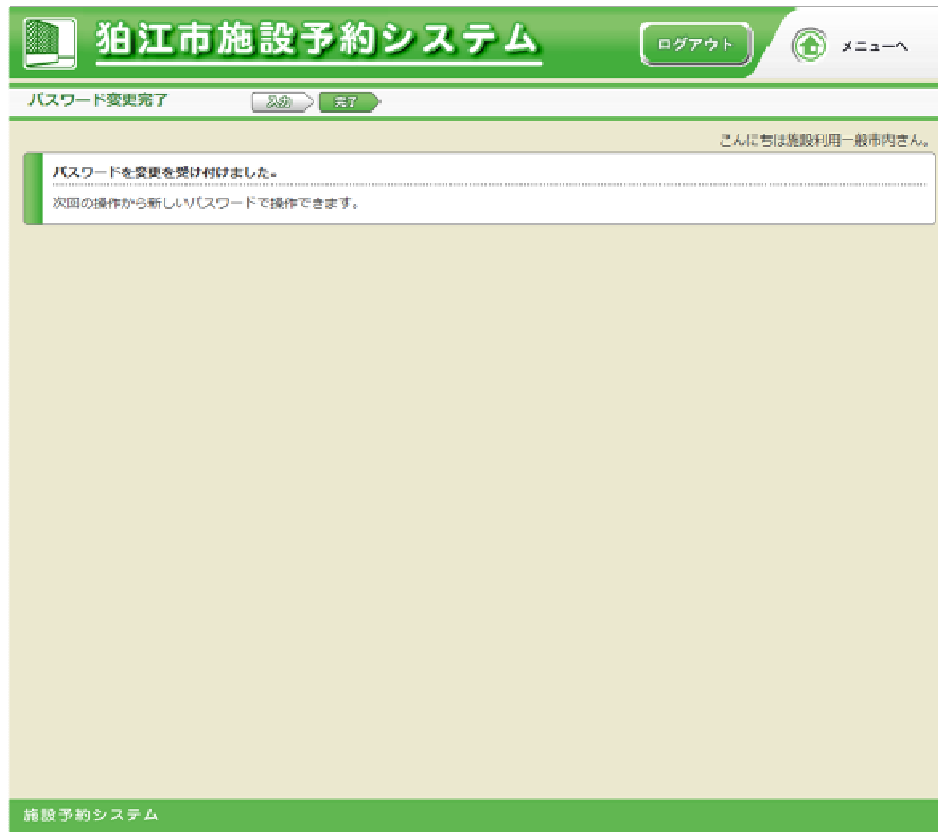 狛江市施設予約システム
ログアウト
メニューへ
パスワード変更完了
入力
完了
こんにちは施設利用一般市内さん。
パスワードを変更を受け付けました。
次回の操作から新しいパスワードで操作できます。
施設予約システム